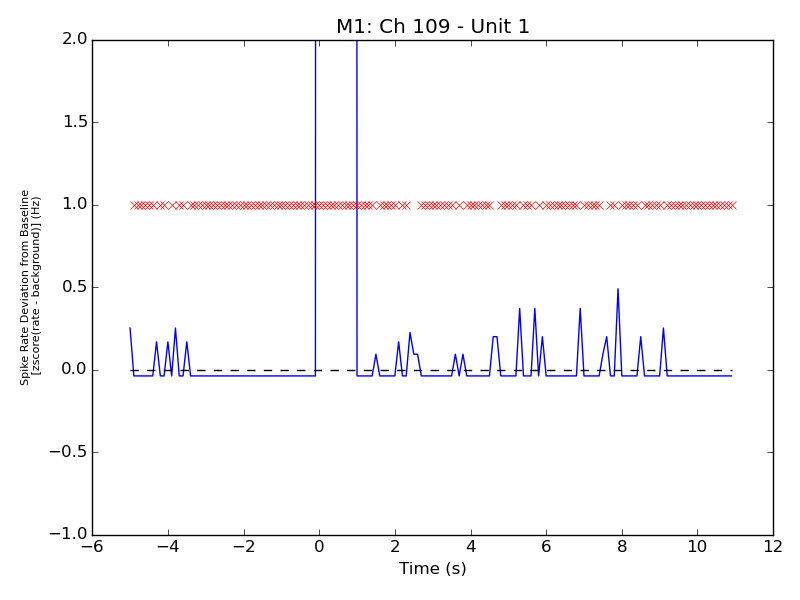 M1: Ch 109 - Unit 1
2.0
1.5
1.0
0.5
0.0
−0.5
−1.0
Spike Rate Deviation from Baseline
[zscore(rate - background)] (Hz)
−6 −4 −2 0 2 4 6 8 10 12
Time (s)